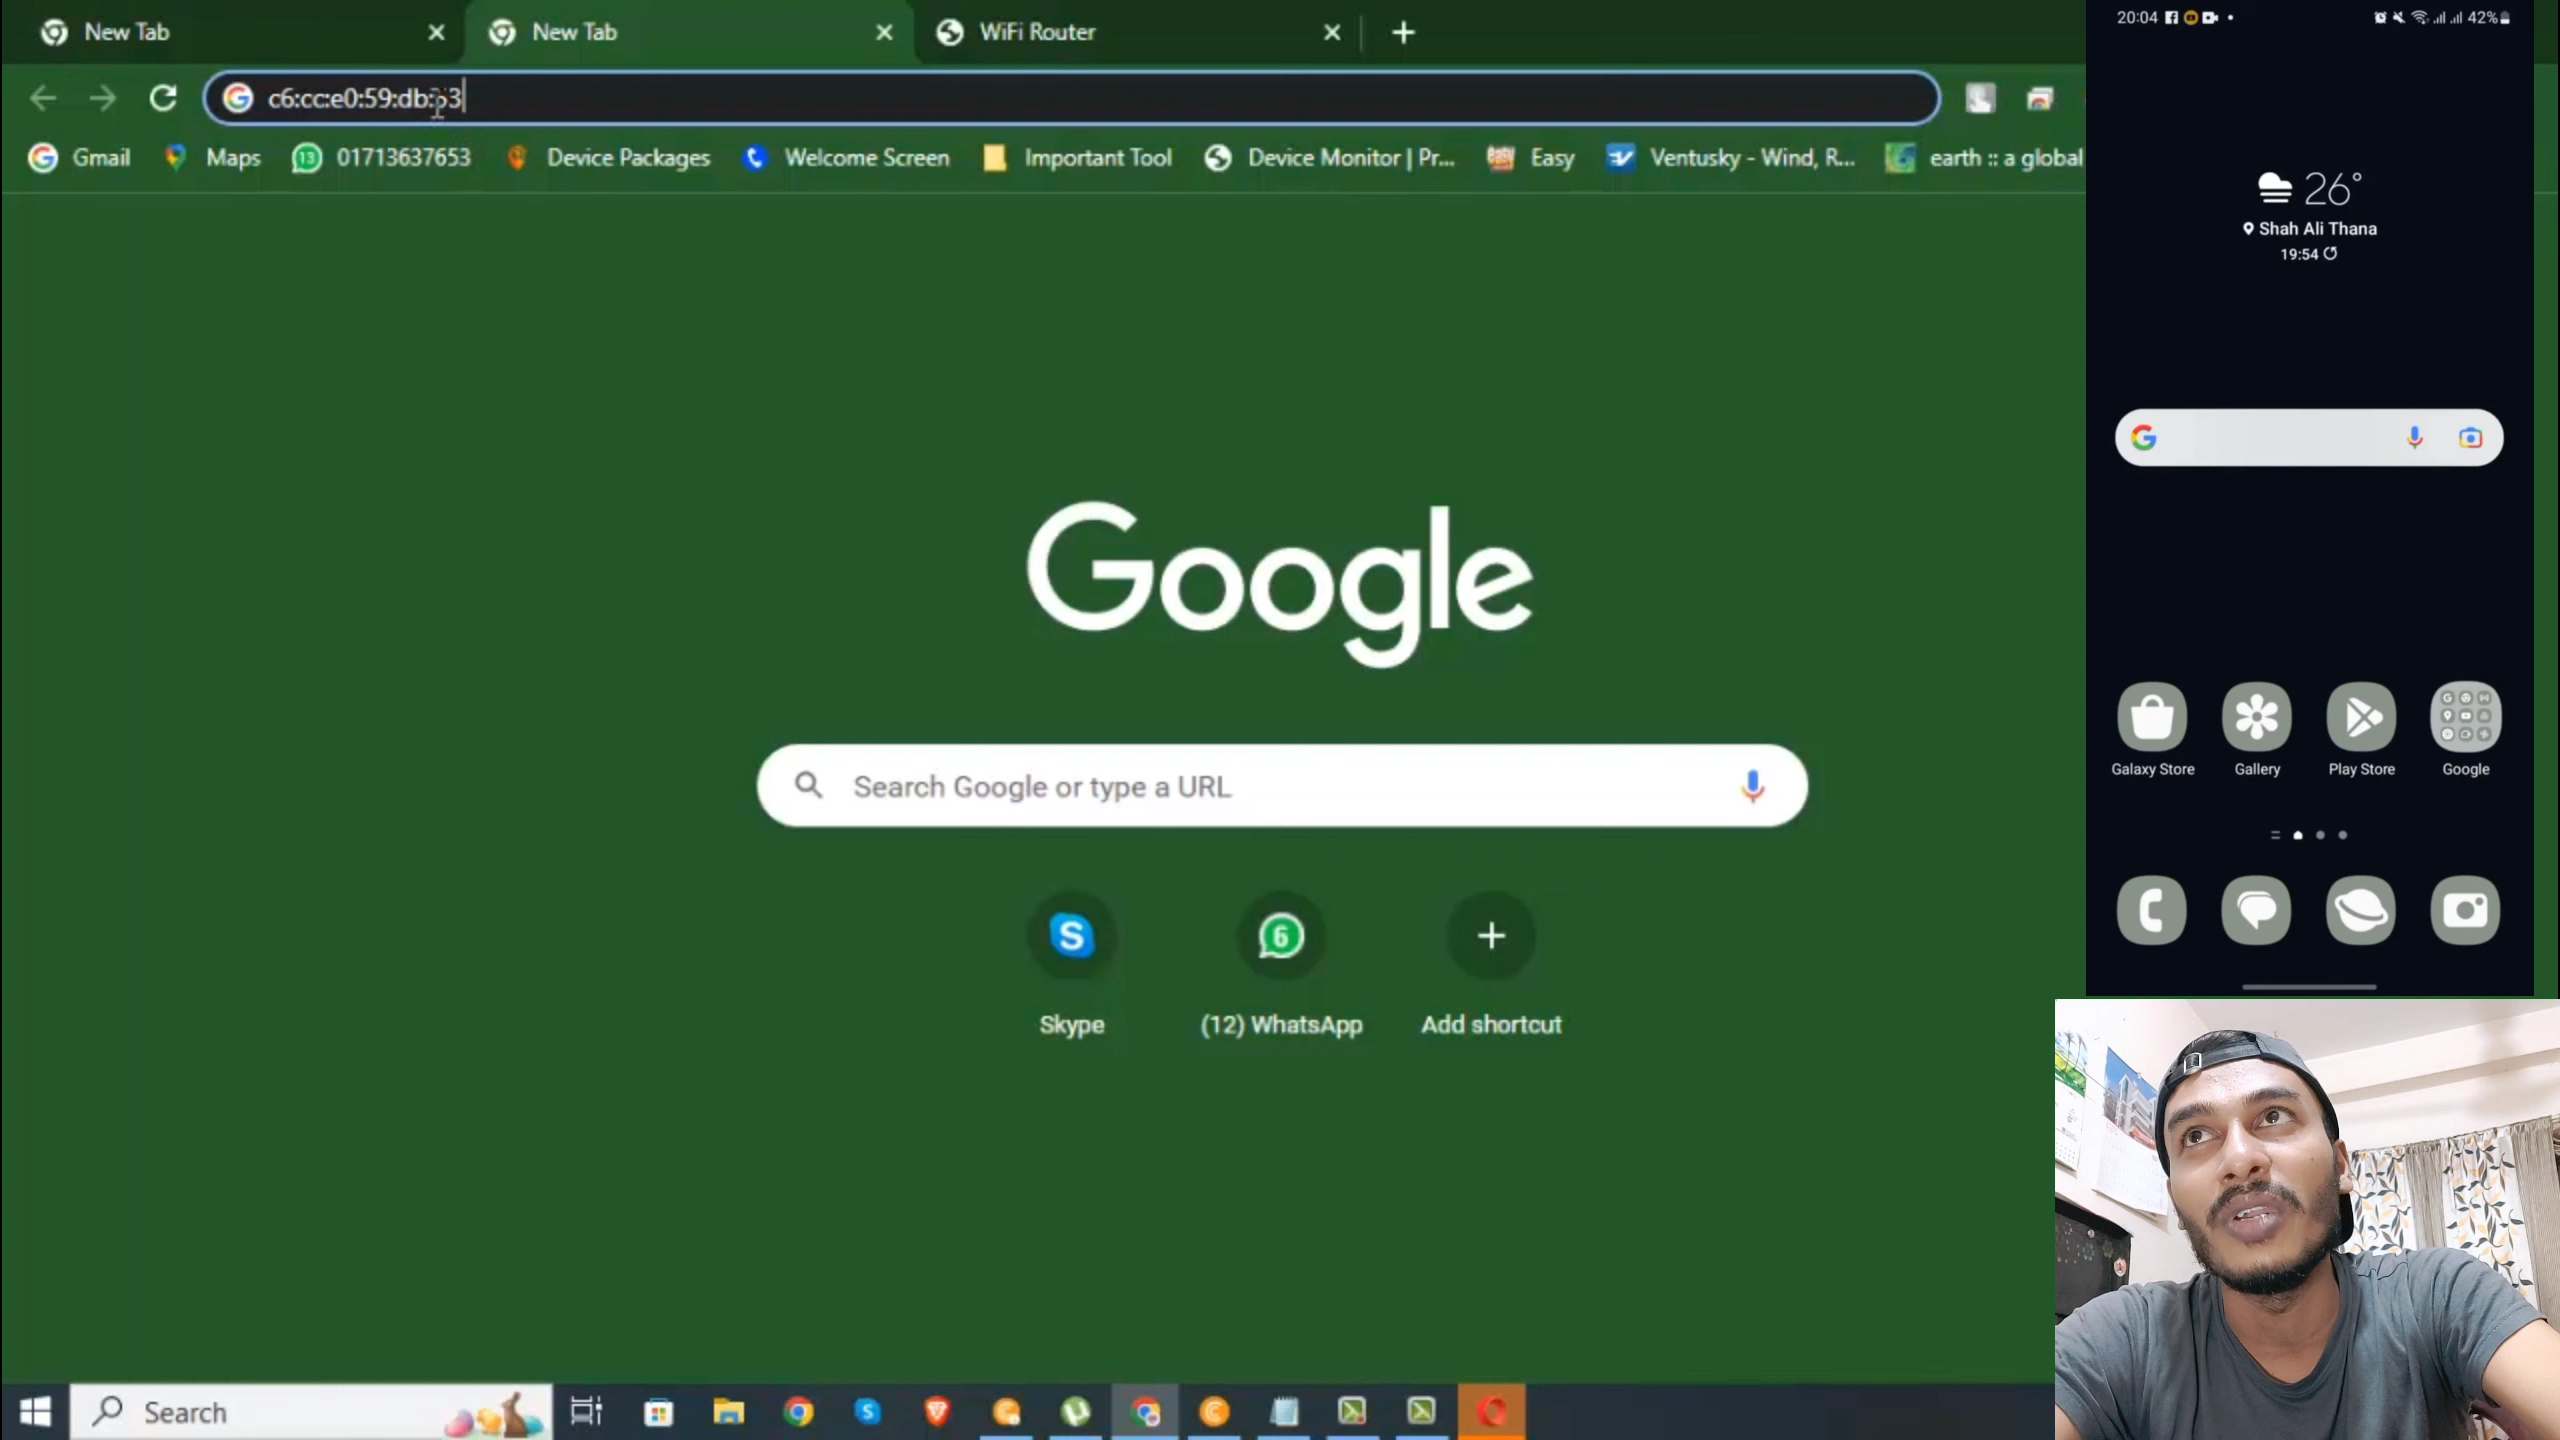 New Tab
New Tab
WiFi Router
20:04
42%
Gmail
Maps
13
01713637653
Device Packages
Welcome Screen
Important Tool
Device Monitor | Pr...
Easy
Ventusky - Wind, R...
earth :: a global
26°
Shah Ali Thana
19:54
Google
Search Google or type a URL
Galaxy Store
Gallery
Play Store
Google
6
Skype
(12) WhatsApp
Add shortcut
Search